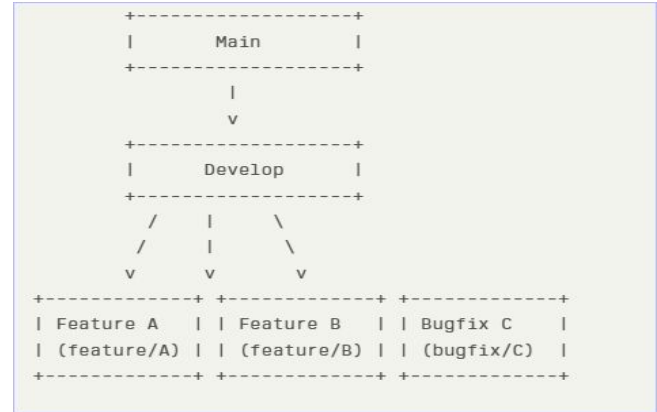 +-------------------+
|       Main        |
+-------------------+
|
v
+-------------------+
|      Develop      |
+-------------------+
/    |     \
/     |      \
v      v       v
+-------------+ +-------------+ +-------------+
| Feature A   | | Feature B   | | Bugfix C    |
| (feature/A) | | (feature/B) | | (bugfix/C)  |
+-------------+ +-------------+ +-------------+